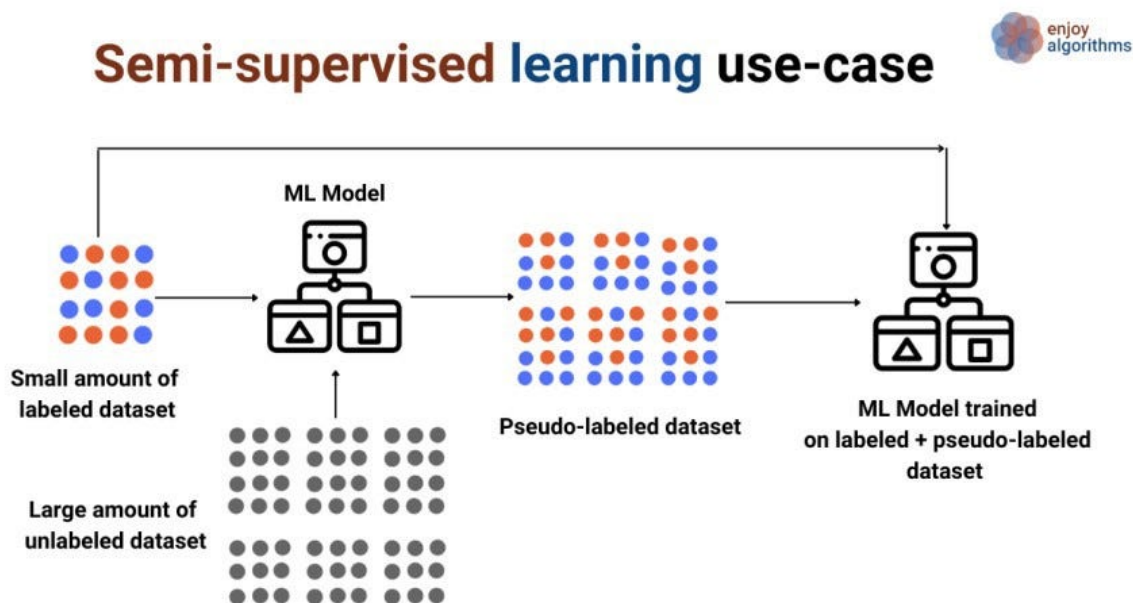 enjoy
algorithms
Semi-supervised learning use-case
ML Model
Small amount of
labeled dataset
Pseudo-labeled dataset
ML Model trained
on labeled + pseudo-labeled
dataset
Large amount of
unlabeled dataset